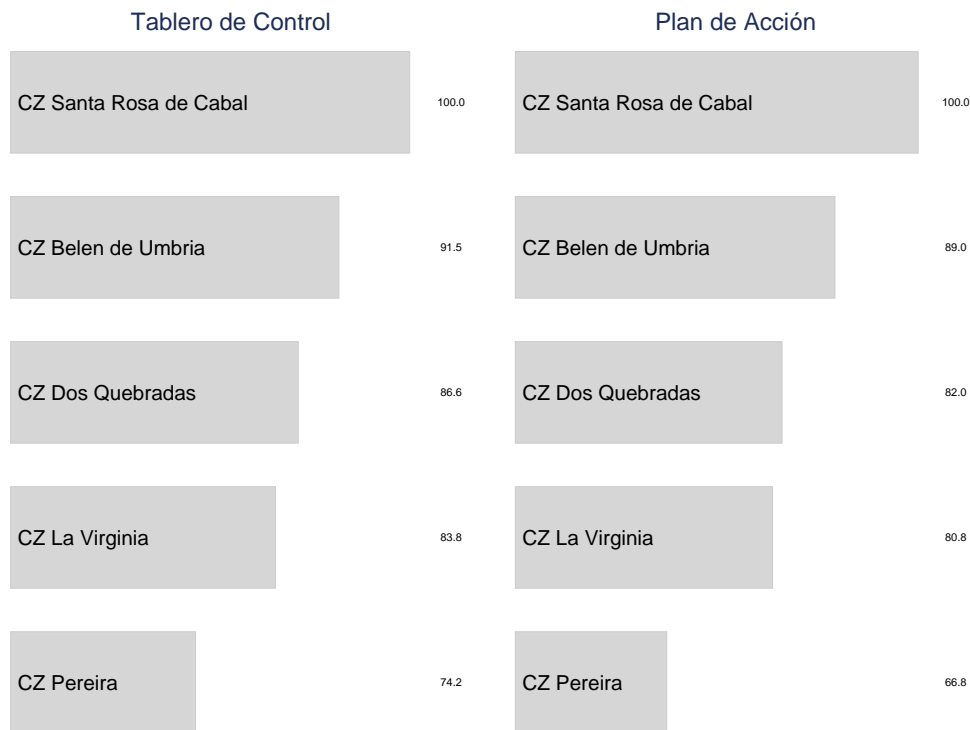 Tablero de Control
CZ Santa Rosa de Cabal 100.0
CZ Belen de Umbria 91.5
CZ Dos Quebradas 86.6
CZ La Virginia 83.8
CZ Pereira 74.2
Plan de Acción
CZ Santa Rosa de Cabal 100.0
CZ Belen de Umbria 89.0
CZ Dos Quebradas 82.0
CZ La Virginia 80.8
CZ Pereira 66.8